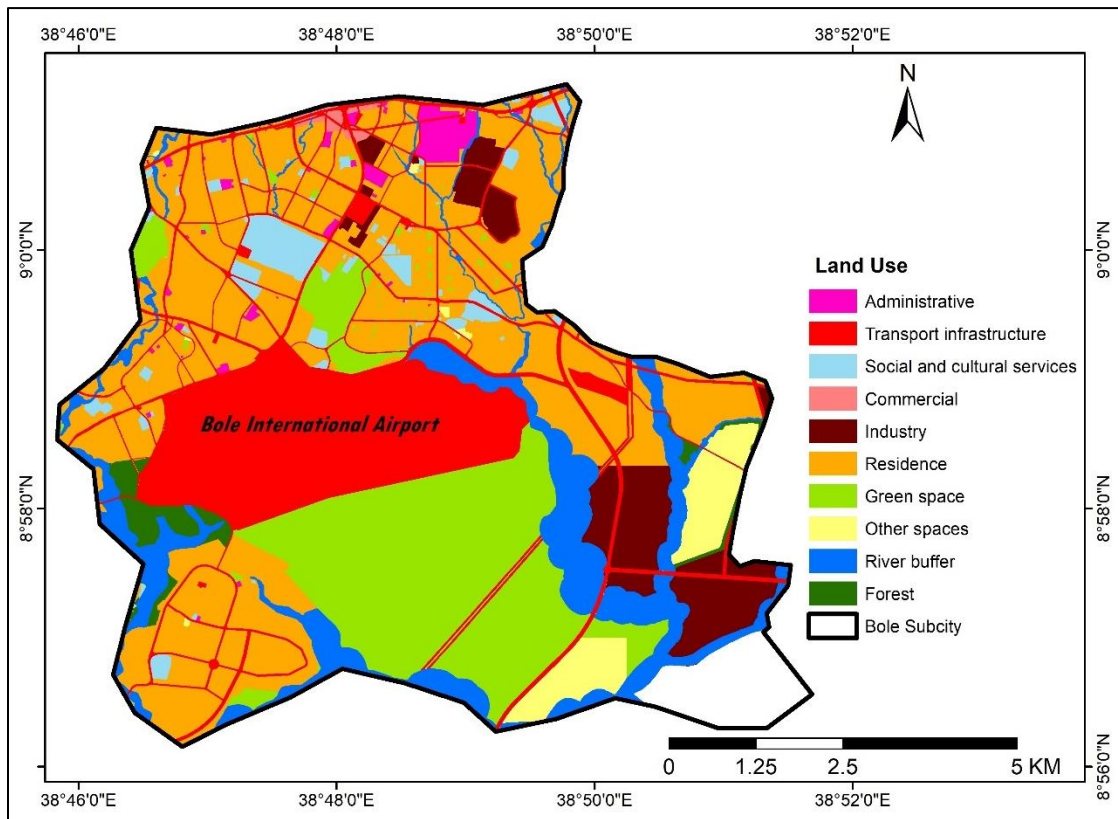 38°46'0"E 38°48'0"E 38°50'0"E 38°52'0"E
N
9°0'0"N
9°0'0"N
Land Use
Administrative
Transport infrastructure
Social and cultural services
Commercial
Industry
Residence
Green space
Other spaces
River buffer
Forest
Bole Subcity
Bole International Airport
8°58'0"N
8°58'0"N
0 1.25 2.5 5 KM
8°56'0"N
38°46'0"E 38°48'0"E 38°50'0"E 38°52'0"E